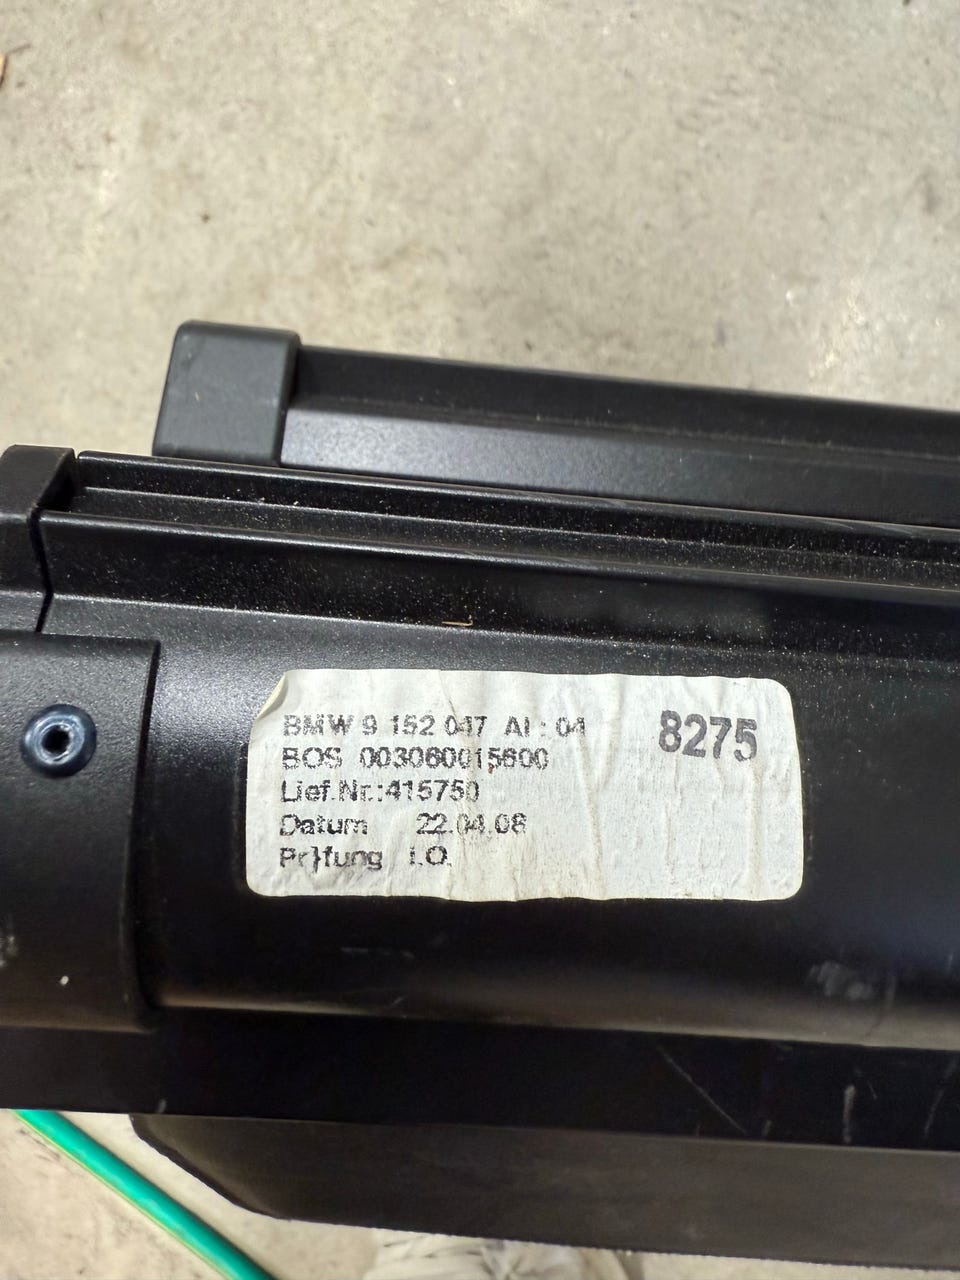 BMW 9 152 047 AI : 04
8275
BOS 003060015600
Lief.Nr.:415750
Datum 22.04.08
Pr}fung i.O.